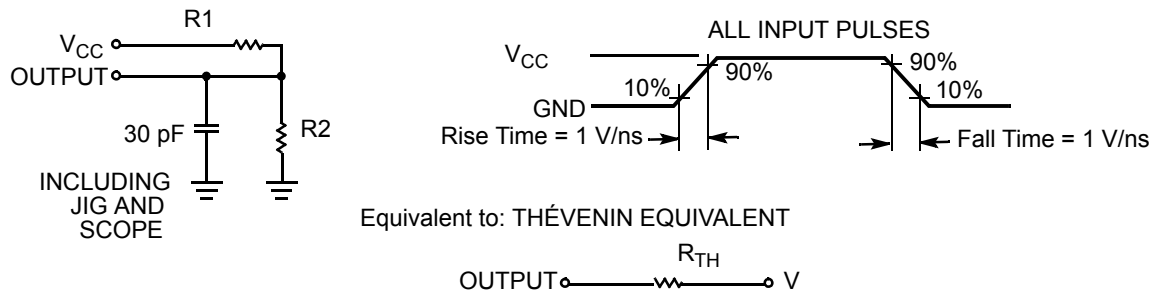 R1
VCC
OUTPUT
30 pF
R2
INCLUDING
JIG AND
SCOPE
ALL INPUT PULSES
VCC
GND
10%
90%
90%
10%
Rise Time = 1 V/ns
Fall Time = 1 V/ns
Equivalent to: THÉVENIN EQUIVALENT
RTH
OUTPUT
V